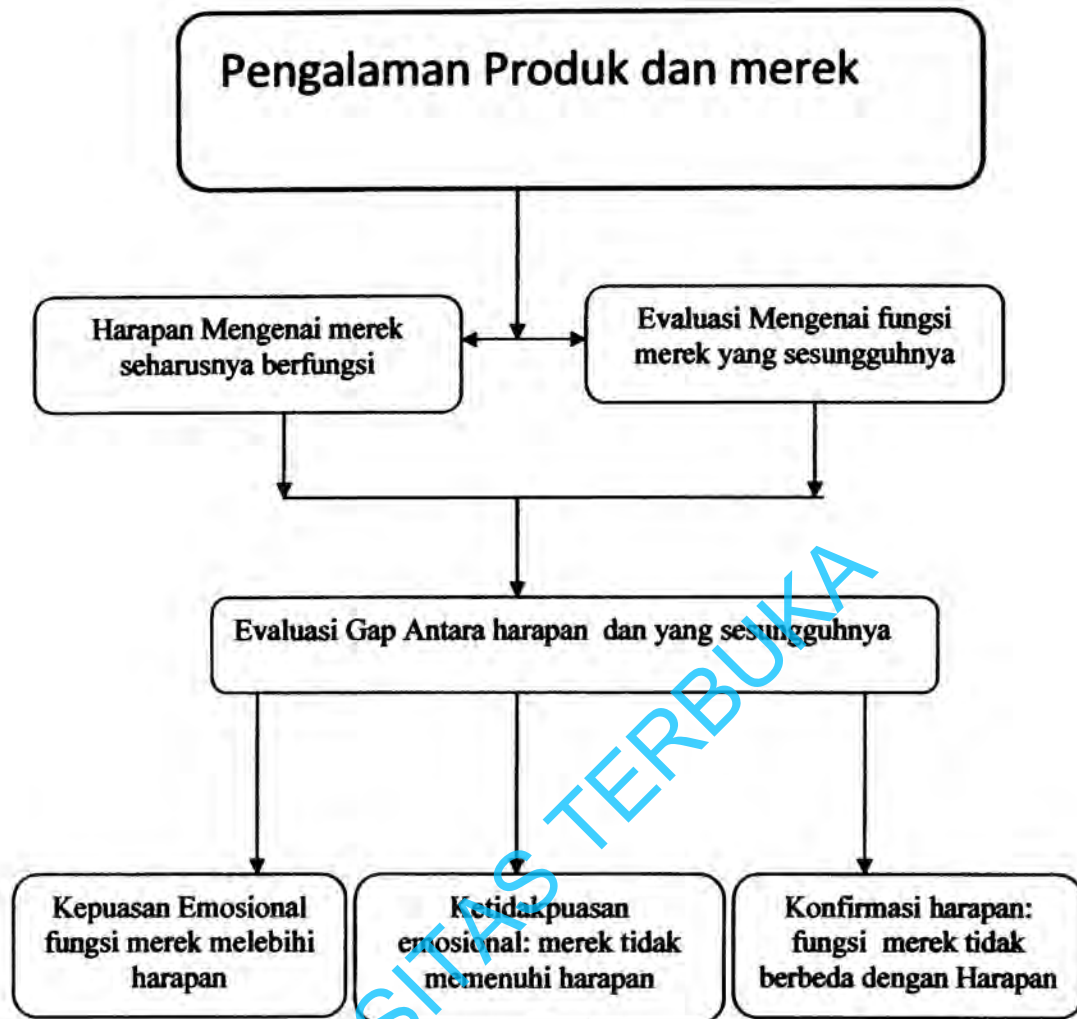 Pengalaman Produk dan merek
Harapan Mengenai merek
seharusnya berfungsi
Evaluasi Mengenai fungsi
merek yang sesungguhnya
Evaluasi Gap Antara harapan dan yang sesungguhnya
Kepuasan Emosional
fungsi merek melebihi
harapan
Ketidakpuasan
emosional: merek tidak
memenuhi harapan
Konfirmasi harapan:
fungsi merek tidak
berbeda dengan Harapan
SITAS TERBUKA